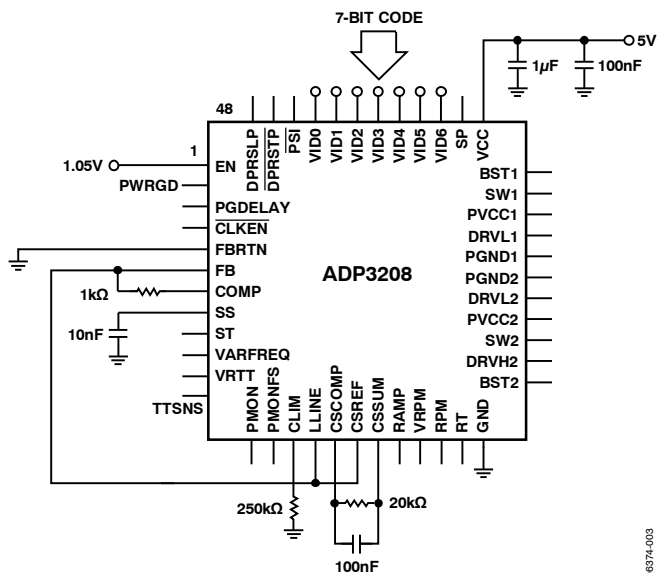 7-BIT CODE
5V
1µF
100nF
48
DPRSLP
DPRSTP
PSI
VID0
VID1
VID2
VID3
VID4
VID5
VID6
SP
VCC
1
1.05V
EN
PWRGD
PGDELAY
CLKEN
FBRTN
FB
1kΩ
COMP
SS
10nF
ST
VARFREQ
VRTT
TTSNS
ADP3208
BST1
SW1
PVCC1
DRVL1
PGND1
PGND2
DRVL2
PVCC2
SW2
DRVH2
BST2
PMON
PMONFS
CLIM
LLINE
CSCOMP
CSREF
CSSUM
RAMP
VRPM
RPM
RT
GND
250kΩ
20kΩ
100nF